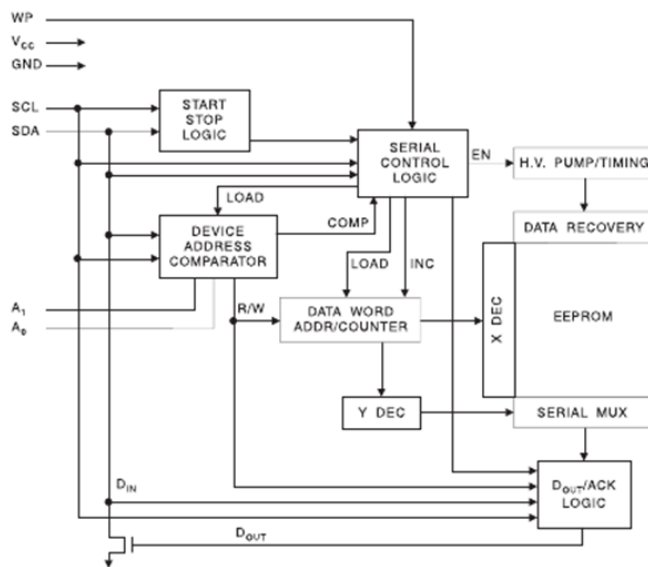 WP
VCC
GND
SCL
SDA
START
STOP
LOGIC
SERIAL
CONTROL
LOGIC
EN
H.V. PUMP/TIMING
LOAD
COMP
DATA RECOVERY
DEVICE
ADDRESS
COMPARATOR
LOAD
INC
A1
A0
R/W
DATA WORD
ADDR/COUNTER
X DEC
EEPROM
Y DEC
SERIAL MUX
DIN
DOUT/ACK
LOGIC
DOUT